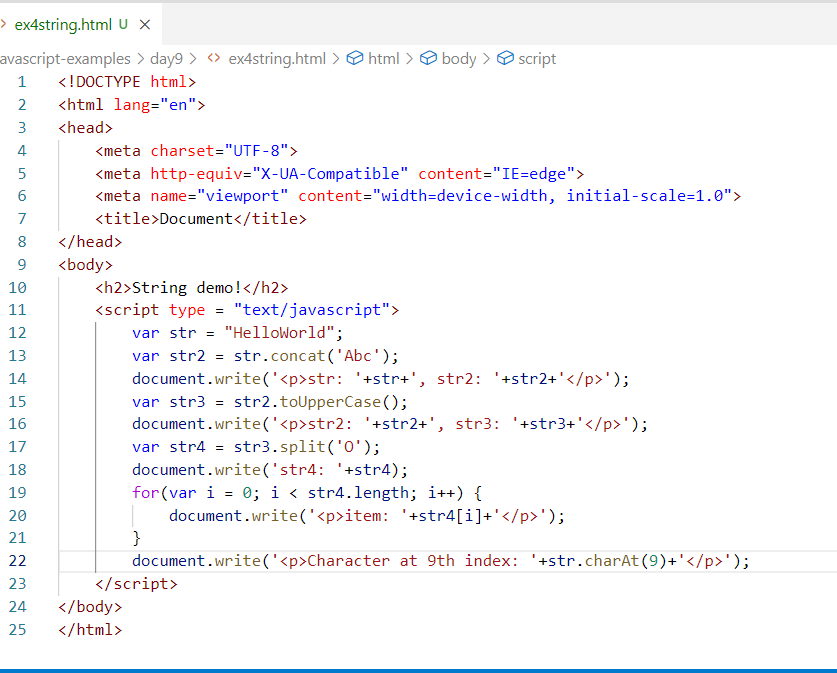 ex4string.html U
avascript-examples > day9 > <> ex4string.html > html > body > script
1 <!DOCTYPE html>
2 <html lang="en">
3 <head>
4     <meta charset="UTF-8">
5     <meta http-equiv="X-UA-Compatible" content="IE=edge">
6     <meta name="viewport" content="width=device-width, initial-scale=1.0">
7     <title>Document</title>
8 </head>
9 <body>
10     <h2>String demo!</h2>
11     <script type = "text/javascript">
12         var str = "HelloWorld";
13         var str2 = str.concat('Abc');
14         document.write('<p>str: '+str+', str2: '+str2+'</p>');
15         var str3 = str2.toUpperCase();
16         document.write('<p>str2: '+str2+', str3: '+str3+'</p>');
17         var str4 = str3.split('O');
18         document.write('str4: '+str4);
19         for(var i = 0; i < str4.length; i++) {
20             document.write('<p>item: '+str4[i]+'</p>');
21         }
22         document.write('<p>Character at 9th index: '+str.charAt(9)+'</p>');
23     </script>
24 </body>
25 </html>